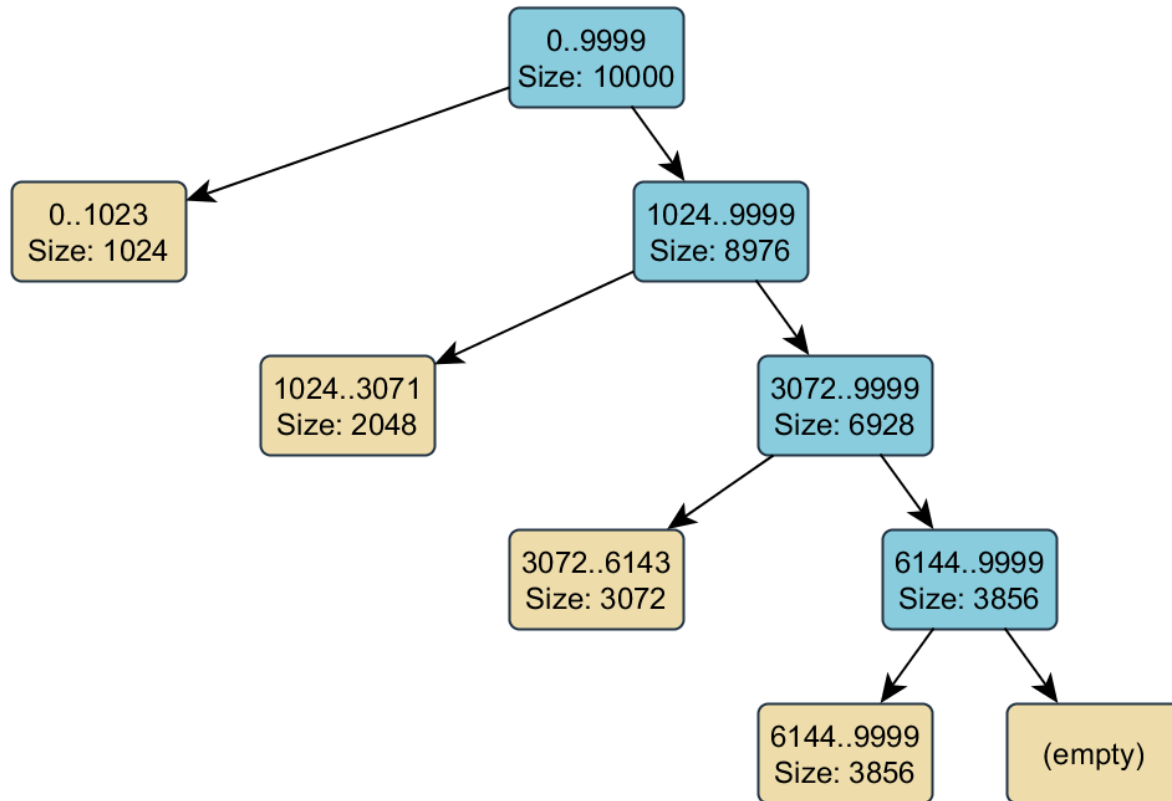 0..9999
Size: 10000
0..1023
Size: 1024
1024..9999
Size: 8976
1024..3071
Size: 2048
3072..9999
Size: 6928
3072..6143
Size: 3072
6144..9999
Size: 3856
6144..9999
Size: 3856
(empty)